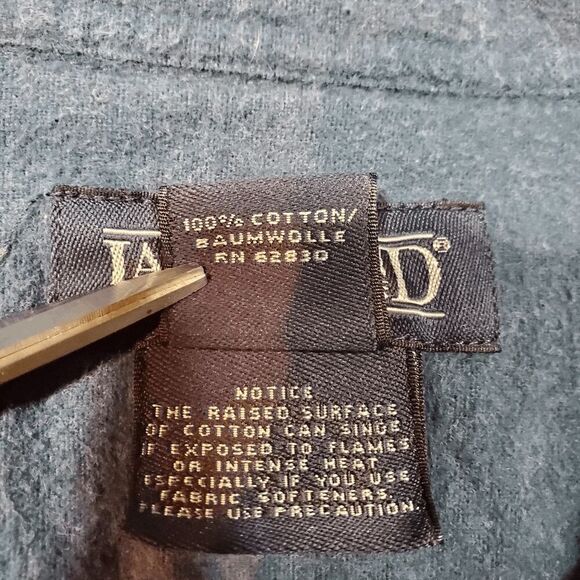 100% COTTON/
BAUMWOLLE
RN 62830
NOTICE
THE RAISED SURFACE
OF COTTON CAN SINGE
IF EXPOSED TO FLAMES
OR INTENSE HEAT
ESPECIALLY IF YOU USE
FABRIC SOFTENERS.
PLEASE USE PRECAUTION.